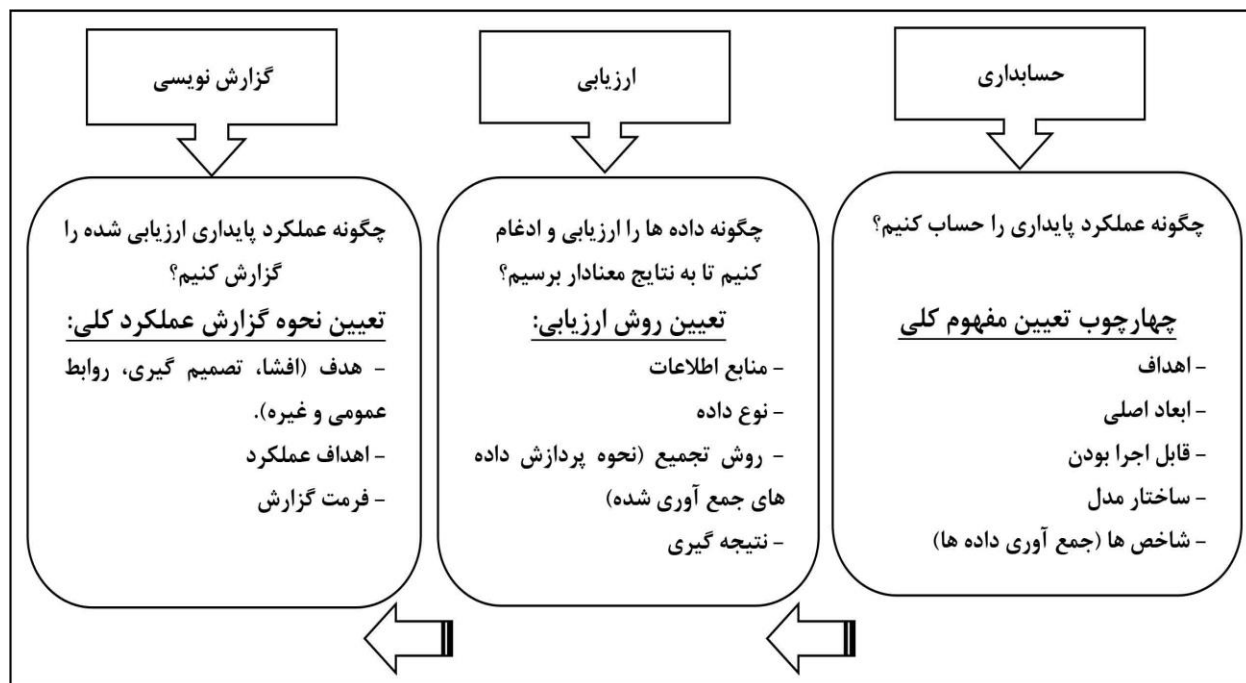 حسابداری
چگونه عملکرد پایداری را حساب کنیم؟
چهارچوب تعیین مفهوم کلی
- اهداف
- ابعاد اصلی
- قابل اجرا بودن
- ساختار مدل
- شاخص ها (جمع آوری داده ها)
ارزیابی
چگونه داده ها را ارزیابی و ادغام
کنیم تا به نتایج معنادار برسیم؟
تعیین روش ارزیابی:
- منابع اطلاعات
- نوع داده
- روش تجمیع (نحوه پردازش داده
های جمع آوری شده)
- نتیجه گیری
گزارش نویسی
چگونه عملکرد پایداری ارزیابی شده را
گزارش کنیم؟
تعیین نحوه گزارش عملکرد کلی:
- هدف (افشا، تصمیم گیری، روابط
عمومی و غیره).
- اهداف عملکرد
- فرمت گزارش